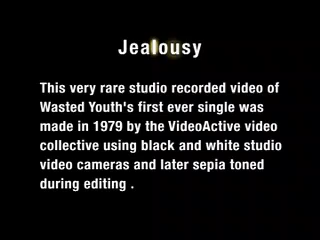 Jealousy
This very rare studio recorded video of
Wasted Youth's first ever single was
made in 1979 by the VideoActive video
collective using black and white studio
video cameras and later sepia toned
during editing .